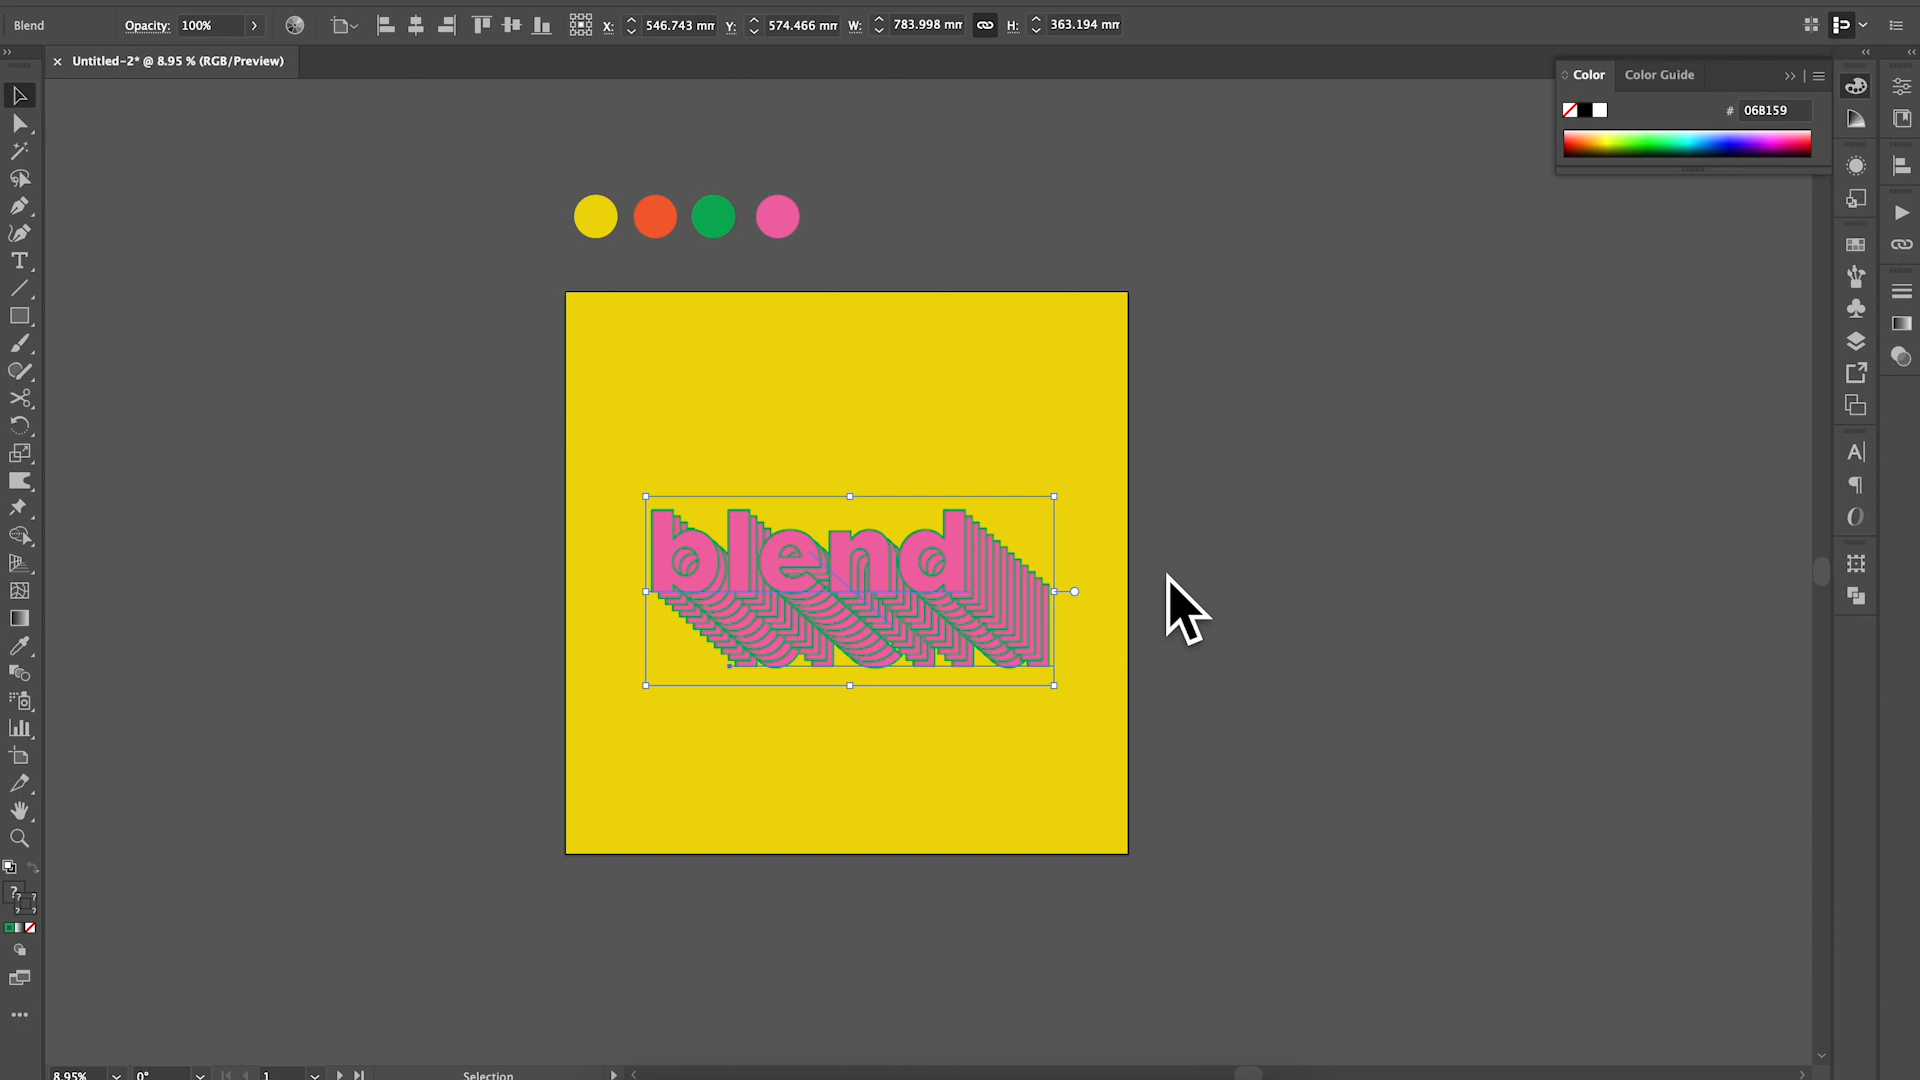 Blend Opacity: 100% X: 546.743 mm Y: 574.466 mm W: 783.998 mm H: 363.194 mm
× Untitled-2* @ 8.95 % (RGB/Preview)
Color Color Guide
# 06B159
blend
8.95% 0° 1 Selection